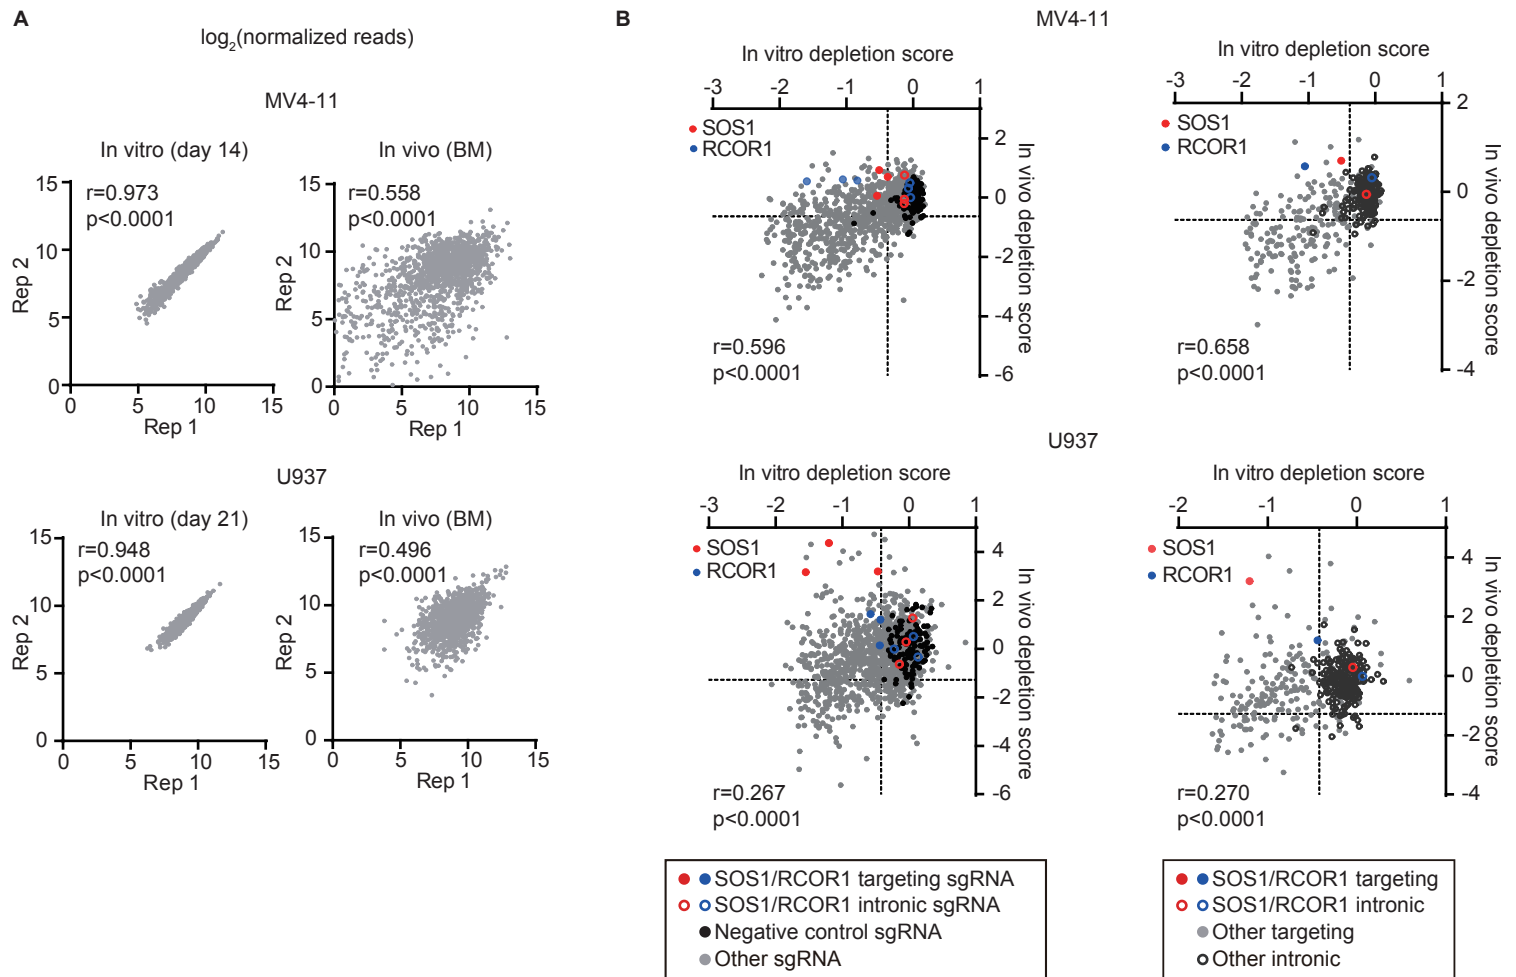 A
log2(normalized reads)
MV4-11
In vitro (day 14)
r=0.973
p<0.0001
15
10
5
0
Rep 2
0 5 10 15
Rep 1
In vivo (BM)
r=0.558
p<0.0001
15
10
5
0
Rep 2
0 5 10 15
Rep 1
U937
In vitro (day 21)
r=0.948
p<0.0001
15
10
5
0
Rep 2
0 5 10 15
Rep 1
In vivo (BM)
r=0.496
p<0.0001
15
10
5
0
Rep 2
0 5 10 15
Rep 1
B
MV4-11
In vitro depletion score
-3 -2 -1 0 1
SOS1
RCOR1
2
0
-2
-4
-6
In vivo depletion score
r=0.596
p<0.0001
In vitro depletion score
-3 -2 -1 0 1
SOS1
RCOR1
2
0
-2
-4
In vivo depletion score
r=0.658
p<0.0001
U937
In vitro depletion score
-3 -2 -1 0 1
SOS1
RCOR1
4
2
0
-2
-4
-6
In vivo depletion score
r=0.267
p<0.0001
In vitro depletion score
-2 -1 0 1
SOS1
RCOR1
4
2
0
-2
-4
In vivo depletion score
r=0.270
p<0.0001
SOS1/RCOR1 targeting sgRNA
SOS1/RCOR1 intronic sgRNA
Negative control sgRNA
Other sgRNA
SOS1/RCOR1 targeting
SOS1/RCOR1 intronic
Other targeting
Other intronic